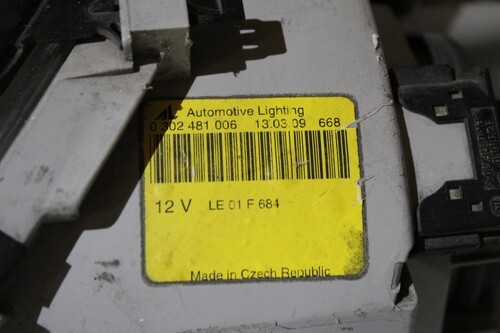 AL Automotive Lighting
0 302 481 006 13.03.09 668
12 V LE 01 F 684
Made in Czech Republic